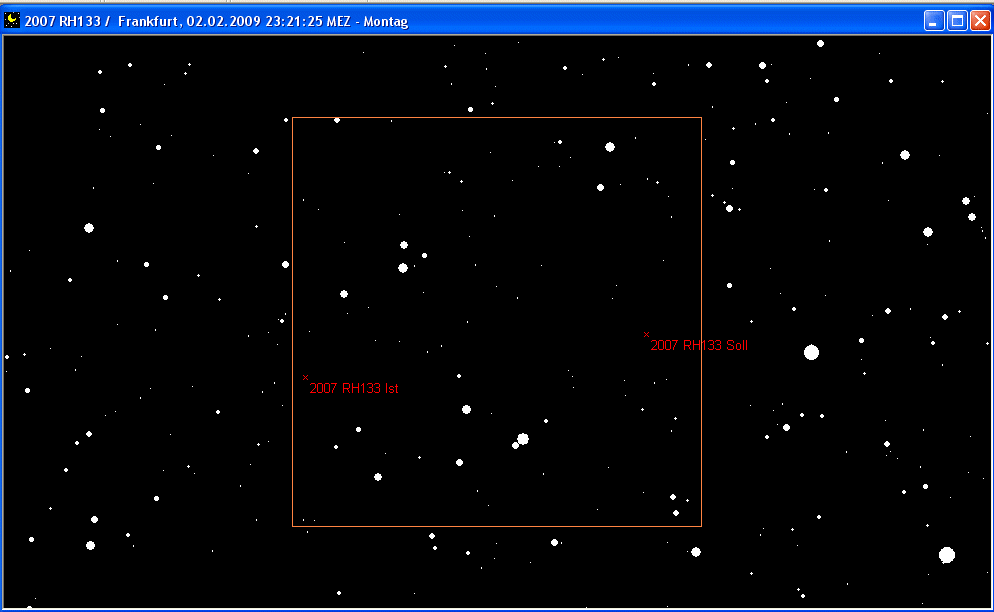 2007 RH133 / Frankfurt, 02.02.2009 23:21:25 MEZ - Montag
2007 RH133 Soll
2007 RH133 Ist